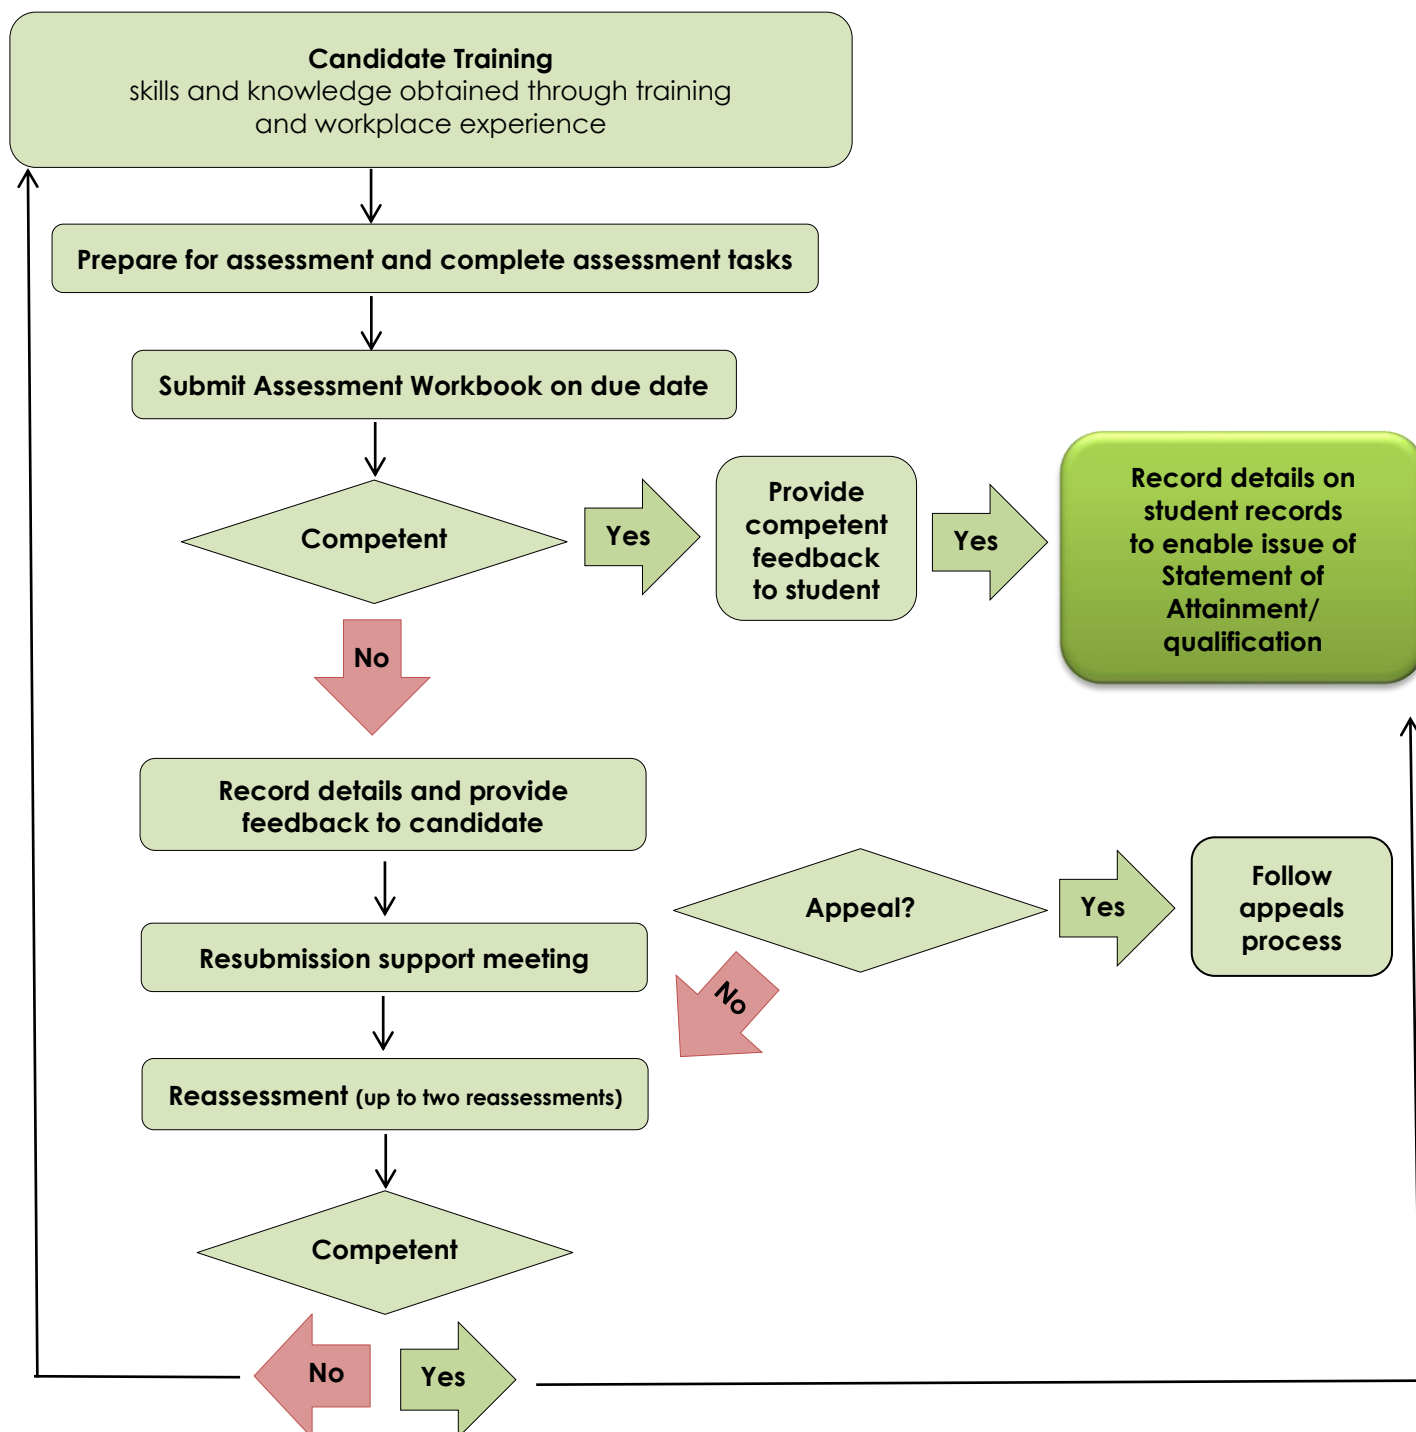 Candidate Training
skills and knowledge obtained through training
and workplace experience
Prepare for assessment and complete assessment tasks
Submit Assessment Workbook on due date
Competent
Yes
Provide
competent
feedback
to student
Yes
Record details on
student records
to enable issue of
Statement of
Attainment/
qualification
No
Record details and provide
feedback to candidate
Appeal?
Yes
Follow
appeals
process
Resubmission support meeting
No
Reassessment (up to two reassessments)
Competent
No
Yes